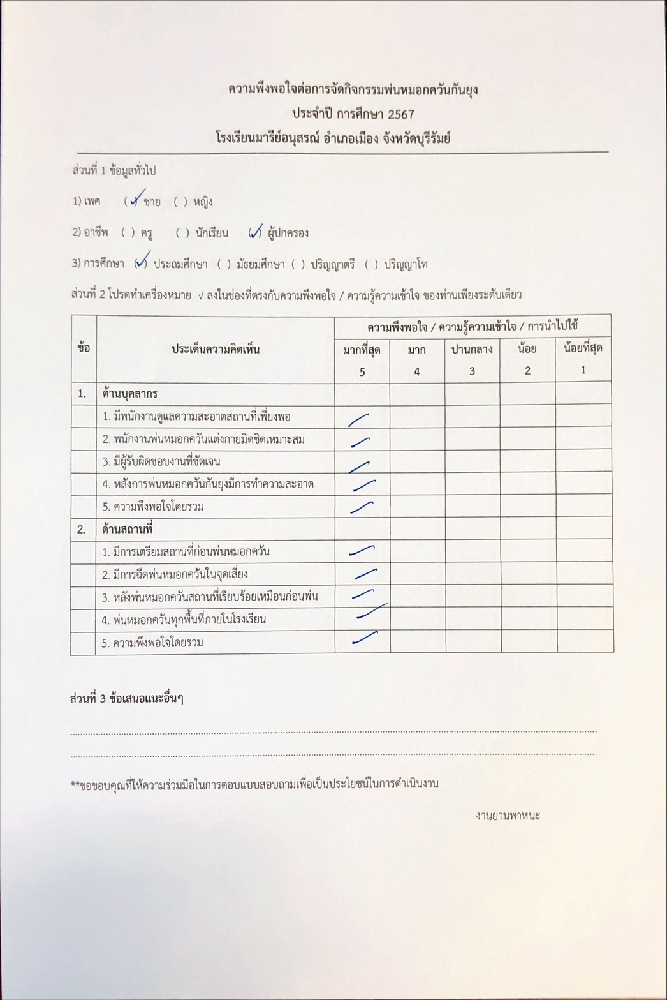 ความพึงพอใจต่อการจัดกิจกรรมพ่นหมอกควันกันยุง
ประจำปี การศึกษา 2567
โรงเรียนมารีย์อนุสรณ์ อำเภอเมือง จังหวัดบุรีรัมย์
ส่วนที่ 1 ข้อมูลทั่วไป
1) เพศ (✓) ชาย ( ) หญิง
2) อาชีพ ( ) ครู ( ) นักเรียน (✓) ผู้ปกครอง
3) การศึกษา (✓) ประถมศึกษา ( ) มัธยมศึกษา ( ) ปริญญาตรี ( ) ปริญญาโท
ส่วนที่ 2 โปรดทำเครื่องหมาย √ ลงในช่องที่ตรงกับความพึงพอใจ / ความรู้ความเข้าใจ ของท่านเพียงระดับเดียว
ข้อ ประเด็นความคิดเห็น ความพึงพอใจ / ความรู้ความเข้าใจ / การนำไปใช้
มากที่สุด มาก ปานกลาง น้อย น้อยที่สุด
5 4 3 2 1
1. ด้านบุคลากร
1. มีพนักงานดูแลความสะอาดสถานที่เพี่ยงพอ ✓
2. พนักงานพ่นหมอกควันแต่งกายมิดชิดเหมาะสม ✓
3. มีผู้รับผิดชอบงานที่ชัดเจน ✓
4. หลังการพ่นหมอกควันกันยุงมีการทำความสะอาด ✓
5. ความพึงพอใจโดยรวม ✓
2. ด้านสถานที่
1. มีการเตรียมสถานที่ก่อนพ่นหมอกควัน ✓
2. มีการฉีดพ่นหมอกควันในจุดเสี่ยง ✓
3. หลังพ่นหมอกควันสถานที่เรียบร้อยเหมือนก่อนพ่น ✓
4. พ่นหมอกควันทุกพื้นที่ภายในโรงเรียน ✓
5. ความพึงพอใจโดยรวม ✓
ส่วนที่ 3 ข้อเสนอแนะอื่นๆ
**ขอขอบคุณที่ให้ความร่วมมือในการตอบแบบสอบถามเพื่อเป็นประโยชน์ในการดำเนินงาน
งานยานพาหนะ